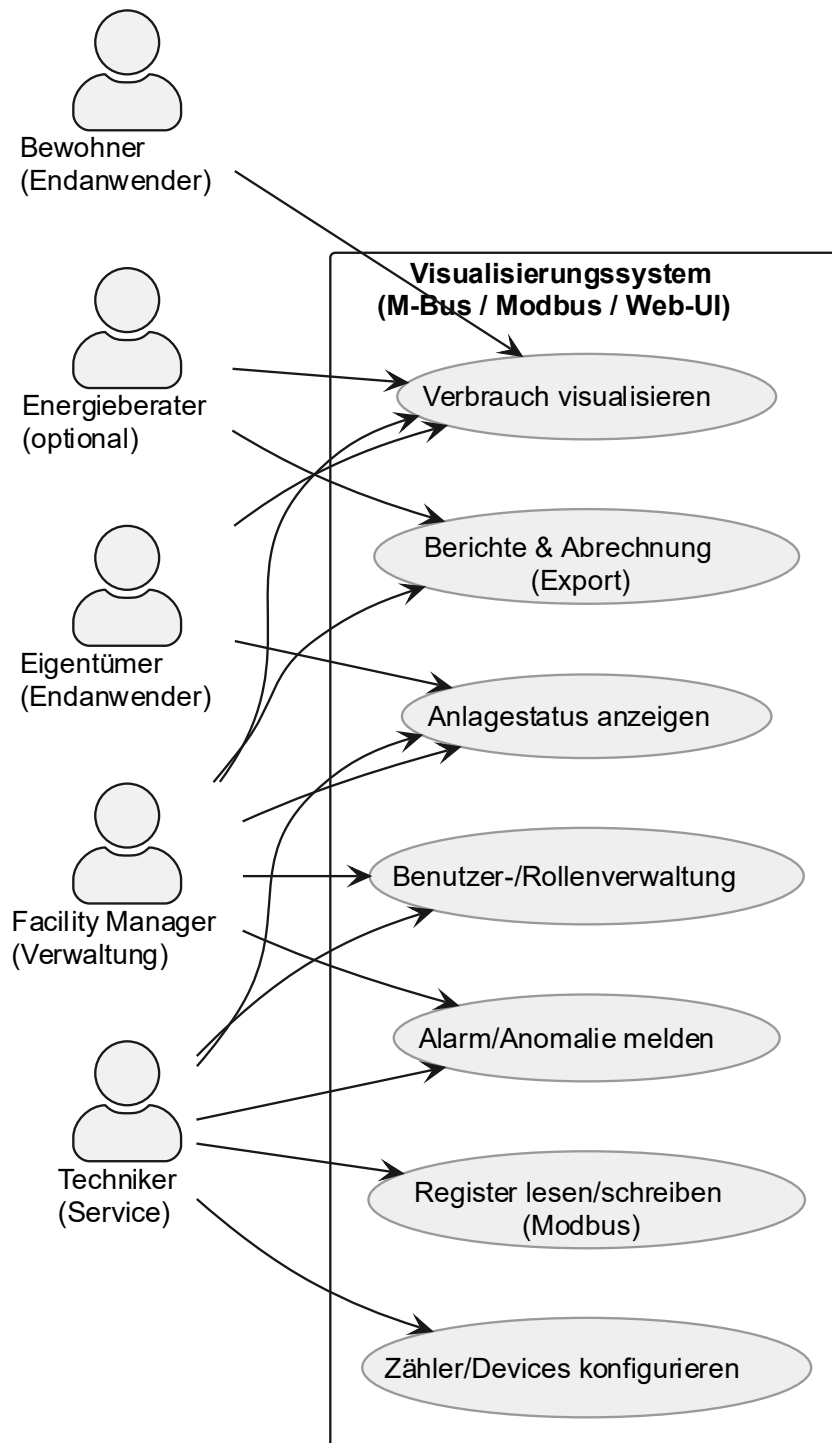 Bewohner
(Endanwender)
Visualisierungssystem
(M-Bus / Modbus / Web-UI)
Energieberater
(optional)
Verbrauch visualisieren
Berichte & Abrechnung
(Export)
Eigentümer
(Endanwender)
Anlagestatus anzeigen
Facility Manager
(Verwaltung)
Benutzer-/Rollenverwaltung
Alarm/Anomalie melden
Techniker
(Service)
Register lesen/schreiben
(Modbus)
Zähler/Devices konfigurieren